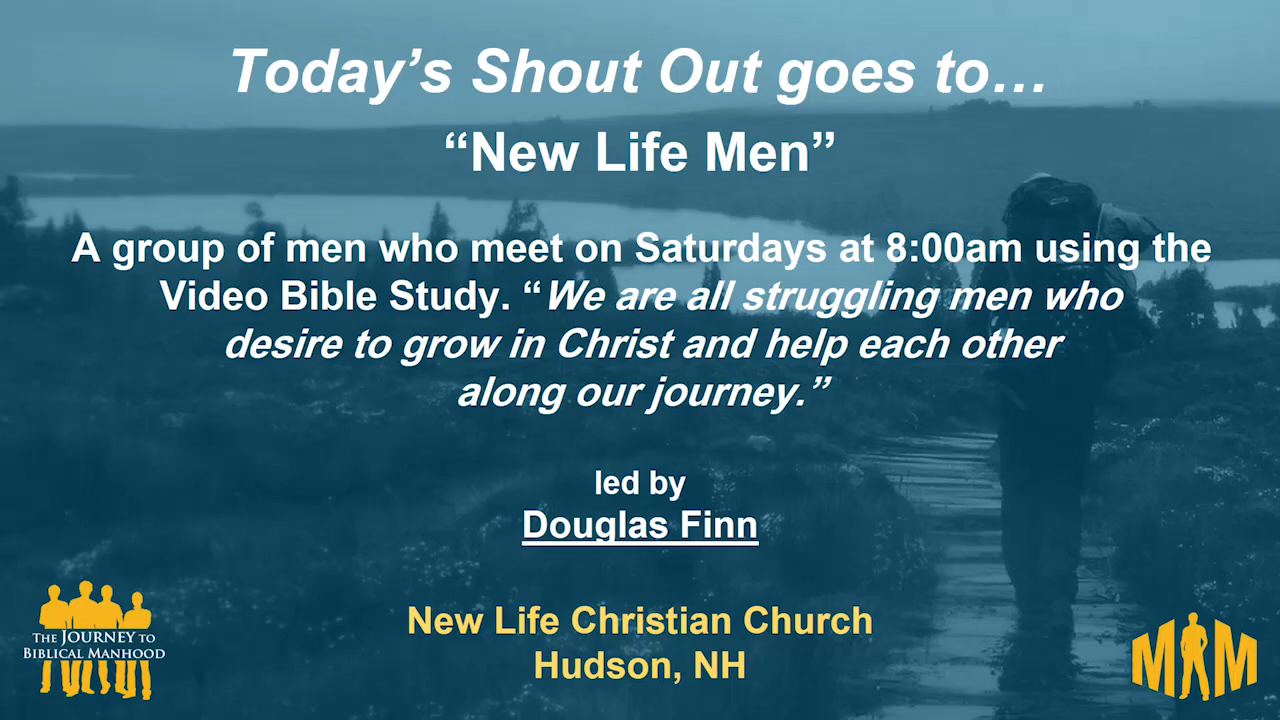 Today’s Shout Out goes to…
“New Life Men”
A group of men who meet on Saturdays at 8:00am using the
Video Bible Study. “We are all struggling men who
desire to grow in Christ and help each other
along our journey.”
led by
Douglas Finn
New Life Christian Church
Hudson, NH
The Journey to
Biblical Manhood
MIM